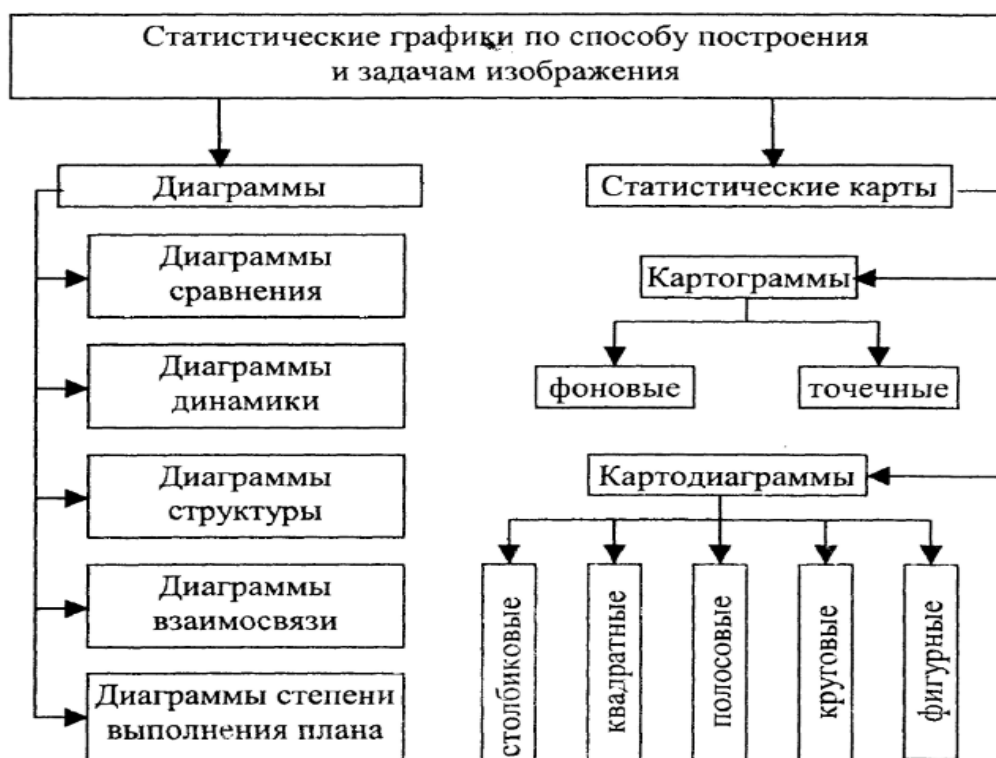 Статистические графики по способу построения
и задачам изображения
Диаграммы
Диаграммы
сравнения
Диаграммы
динамики
Диаграммы
структуры
Диаграммы
взаимосвязи
Диаграммы степени
выполнения плана
Статистические карты
Картограммы
фоновые
точечные
Картодиаграммы
столбиковые
квадратные
полосовые
круговые
фигурные